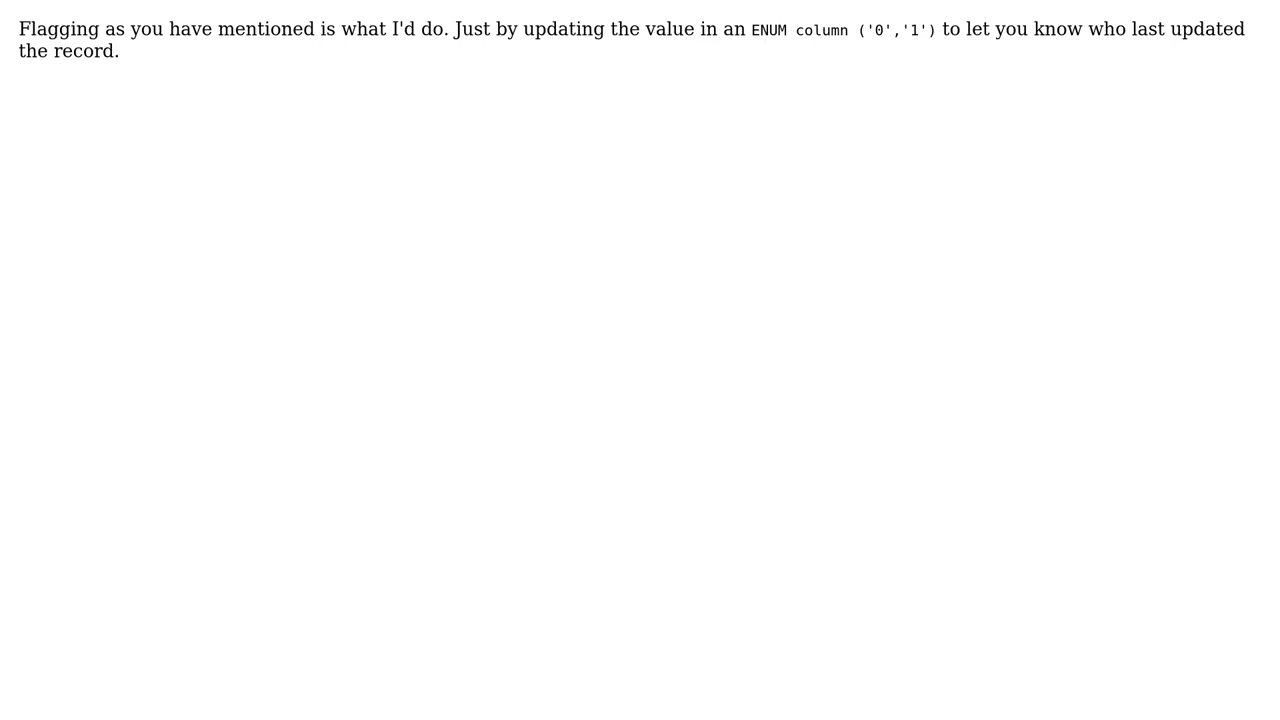 Flagging as you have mentioned is what I'd do. Just by updating the value in an ENUM column ('0','1') to let you know who last updated
the record.